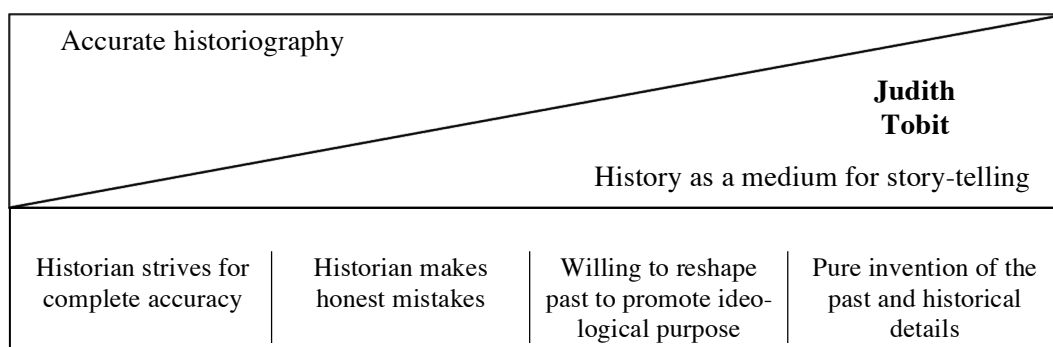 Accurate historiography
Judith
Tobit
History as a medium for story-telling
Historian strives for
complete accuracy
Historian makes
honest mistakes
Willing to reshape
past to promote ideo-
logical purpose
Pure invention of the
past and historical
details